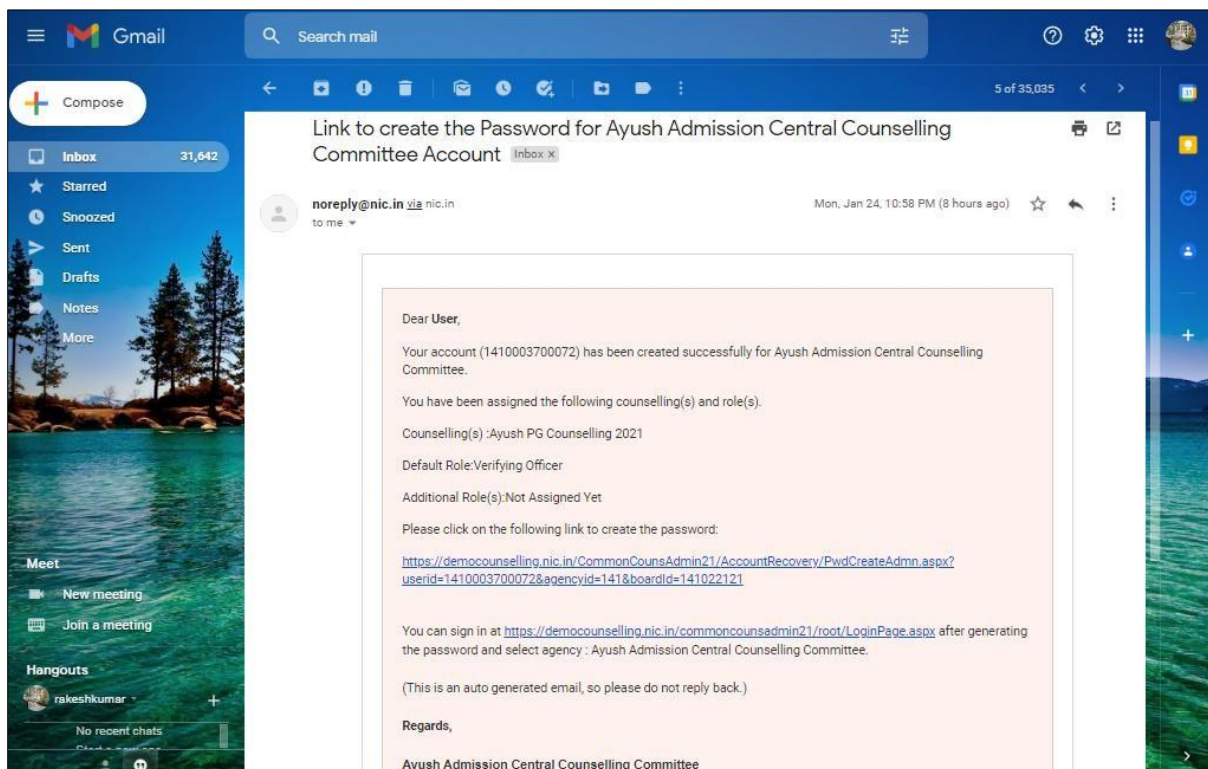 Gmail
Search mail
Compose
5 of 35,035
Inbox 31,642
Starred
Snoozed
Sent
Drafts
Notes
More
Meet
New meeting
Join a meeting
Hangouts
rakeshkumar
No recent chats
Link to create the Password for Ayush Admission Central Counselling
Committee Account Inbox x
noreply@nic.in via nic.in Mon, Jan 24, 10:58 PM (8 hours ago)
to me
Dear User,
Your account (1410003700072) has been created successfully for Ayush Admission Central Counselling
Committee.
You have been assigned the following counselling(s) and role(s).
Counselling(s) :Ayush PG Counselling 2021
Default Role:Verifying Officer
Additional Role(s):Not Assigned Yet
Please click on the following link to create the password:
https://democounselling.nic.in/CommonCounsAdmin21/AccountRecovery/PwdCreateAdmn.aspx?
userid=1410003700072&agencyid=141&boardId=141022121
You can sign in at https://democounselling.nic.in/commoncounsadmin21/root/LoginPage.aspx after generating
the password and select agency : Ayush Admission Central Counselling Committee.
(This is an auto generated email, so please do not reply back.)
Regards,
Ayush Admission Central Counselling Committee